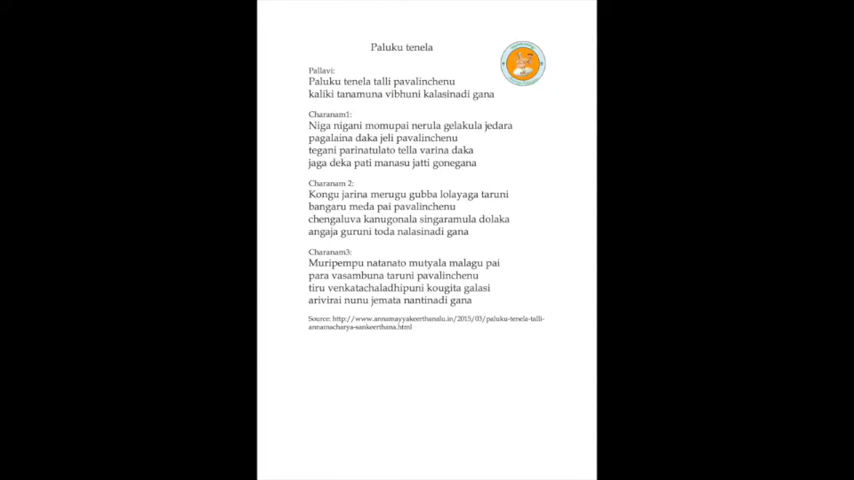 Paluku tenela
Pallavi:
Paluku tenela talli pavalinchenu
kaliki tanamuna vibhuni kalasinadi gana
Charanam1:
Niga nigani momupai nerula gelakula jedara
pagalaina daka jeli pavalinchenu
tegani parinatulato tella varina daka
jaga deka pati manasu jatti gonegana
Charanam 2:
Kongu jarina merugu gubba lolayaga taruni
bangaru meda pai pavalinchenu
chengaluva kanugonala singaramula dolaka
angaja guruni toda nalasinadi gana
Charanam3:
Muripempu natanato mutyala malagu pai
para vasambuna taruni pavalinchenu
tiru venkatachaladhipuni kougita galasi
arivirai nunu jemata nantinadi gana
Source: http://www.annamayyakeerthanalu.in/2015/03/paluku-tenela-talli-
annamacharya-sankeerthana.html